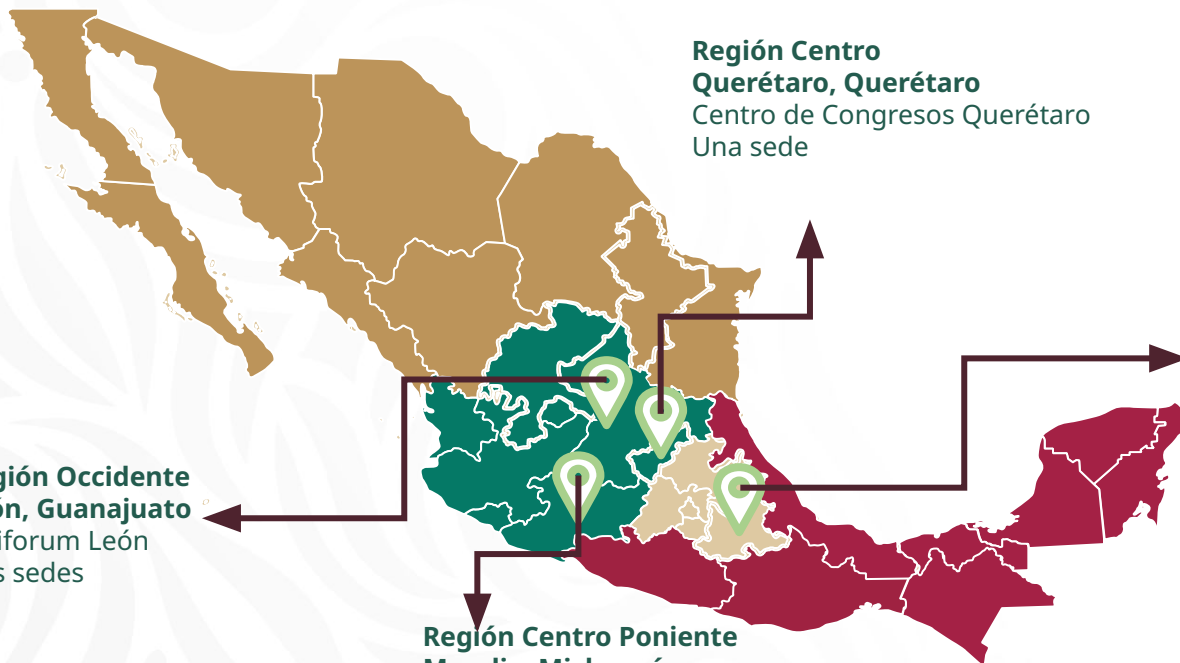 Región Centro
Querétaro, Querétaro
Centro de Congresos Querétaro
Una sede
gión Occidente
ón, Guanajuato
iforum León
s sedes
Región Centro Poniente